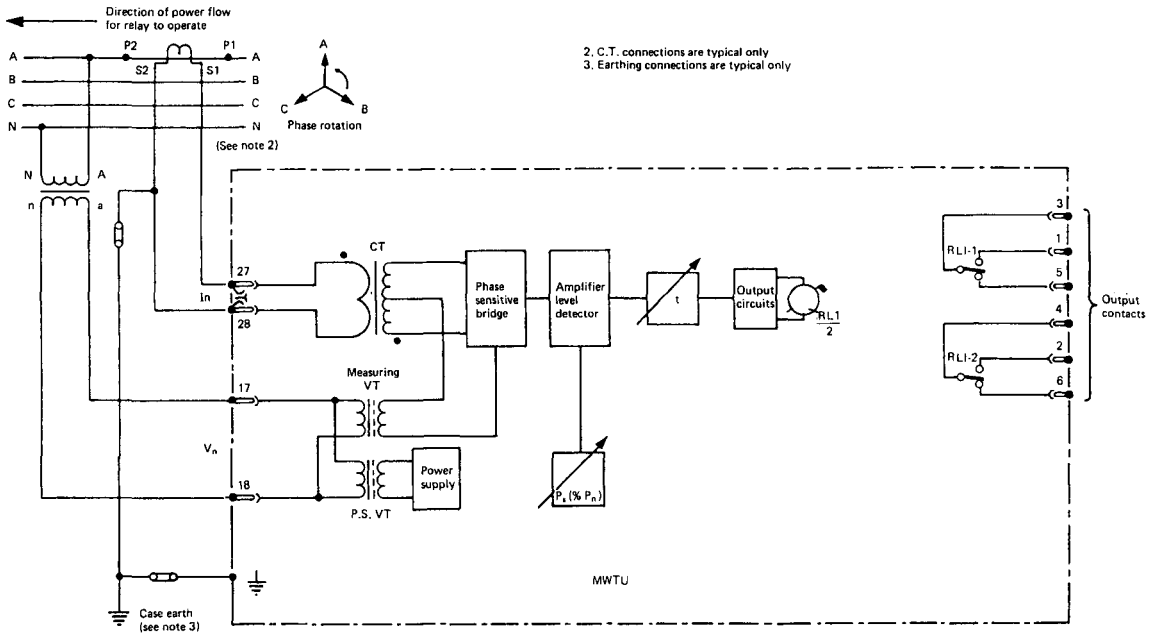 Direction of power flow
for relay to operate
P2
P1
A
A
S2
S1
B
B
C
C
N
N
(See note 2)
A
C
B
Phase rotation
2, C.T. connections are typical only
3, Earthing connections are typical only
N
A
n
a
27
In
28
CT
Phase
sensitive
bridge
Amplifier
level
detector
t
Output
circuits
RL1
2
3
RLI-1
1
5
4
RLI-2
2
6
Output
contacts
Measuring
VT
17
Vn
18
P.S. VT
Power
supply
Ps (% Pn)
MWTU
Case earth
(see note 3)